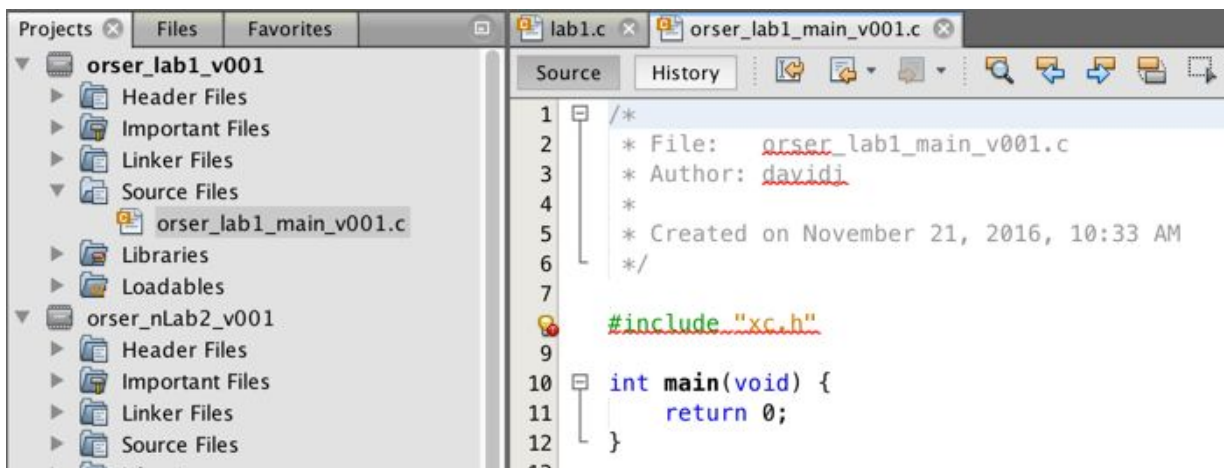 Projects Files Favorites
orser_lab1_v001
Header Files
Important Files
Linker Files
Source Files
orser_lab1_main_v001.c
Libraries
Loadables
orser_nLab2_v001
Header Files
Important Files
Linker Files
Source Files
lab1.c orser_lab1_main_v001.c
Source History
1 /*
2 * File: orser_lab1_main_v001.c
3 * Author: davidj
4 *
5 * Created on November 21, 2016, 10:33 AM
6 */
7
#include "xc.h"
9
10 int main(void) {
11 return 0;
12 }